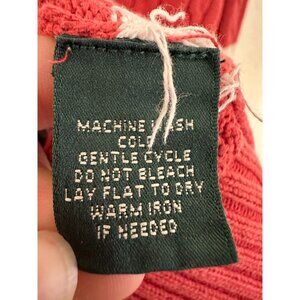 MACHINE WASH
COLD
GENTLE CYCLE
DO NOT BLEACH
LAY FLAT TO DRY
WARM IRON
IF NEEDED